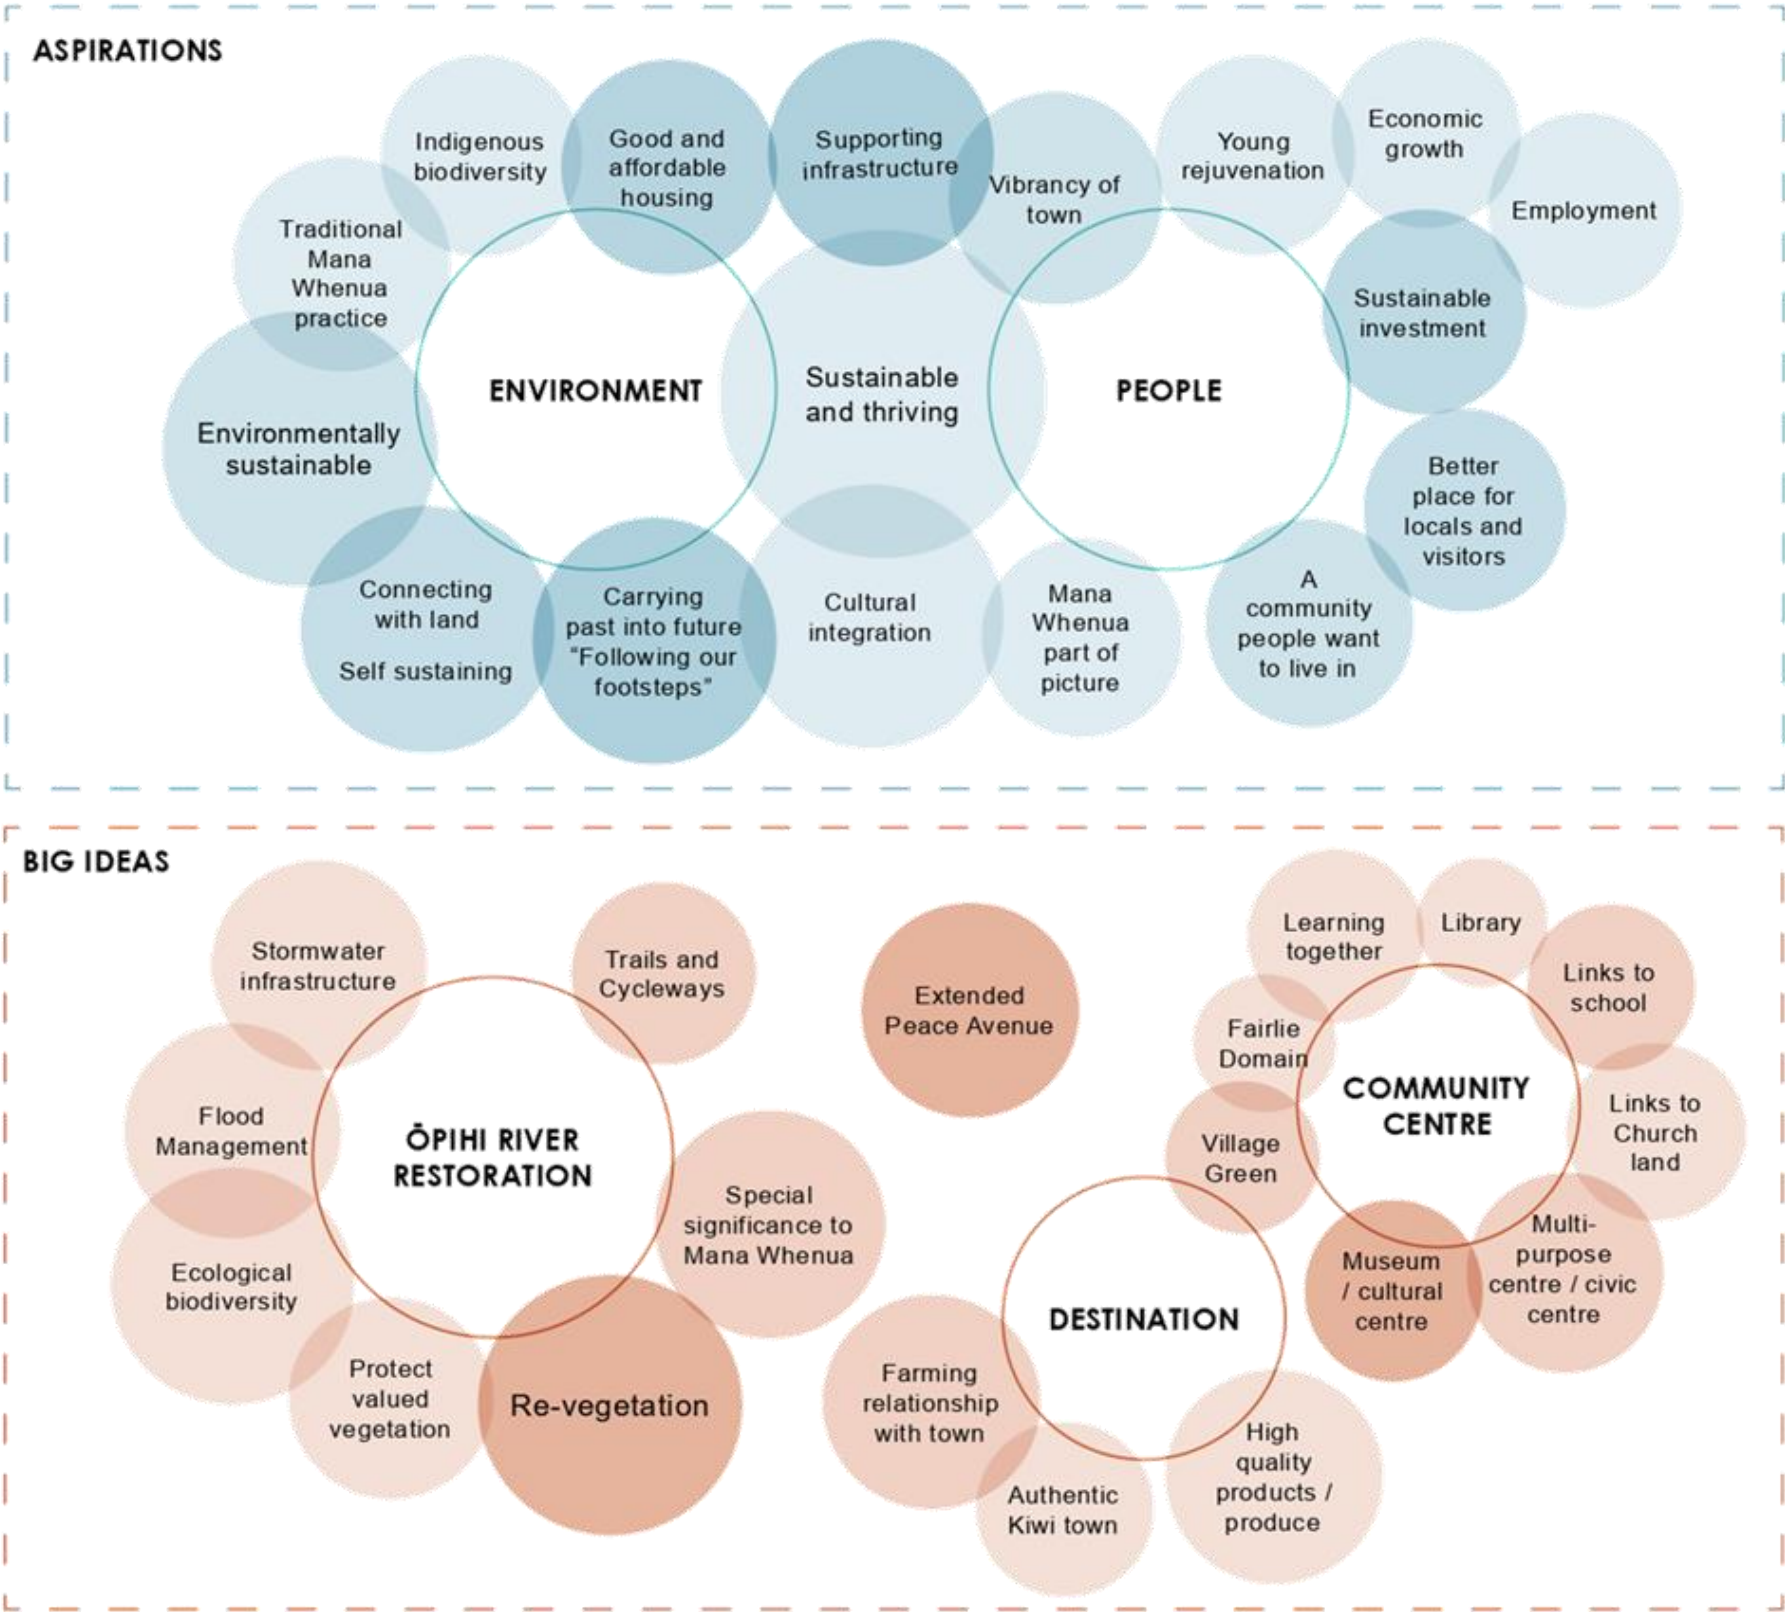 ASPIRATIONS
Indigenous
biodiversity
Good and
affordable
housing
Supporting
infrastructure
Vibrancy of
town
Young
rejuvenation
Economic
growth
Employment
Traditional
Mana
Whenua
practice
Sustainable
investment
ENVIRONMENT
Sustainable
and thriving
PEOPLE
Environmentally
sustainable
Better
place for
locals and
visitors
Connecting
with land
Self sustaining
Carrying
past into future
“Following our
footsteps”
Cultural
integration
Mana
Whenua
part of
picture
A
community
people want
to live in
BIG IDEAS
Stormwater
infrastructure
Trails and
Cycleways
Extended
Peace Avenue
Learning
together
Library
Links to
school
Fairlie
Domain
COMMUNITY
CENTRE
Links to
Church
land
Flood
Management
ŌPIHI RIVER
RESTORATION
Village
Green
Special
significance to
Mana Whenua
Multi-
purpose
centre / civic
centre
Museum
/ cultural
centre
Ecological
biodiversity
DESTINATION
Protect
valued
vegetation
Re-vegetation
Farming
relationship
with town
High
quality
products /
produce
Authentic
Kiwi town